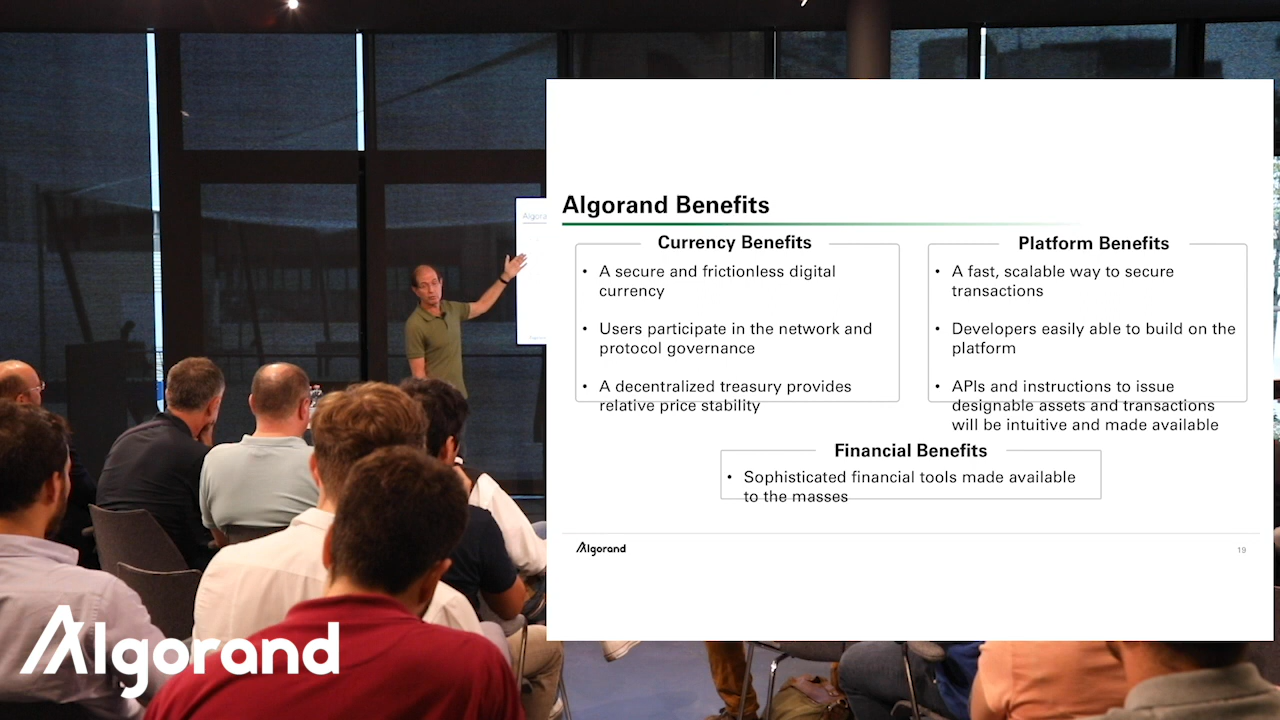 Algorand Benefits
Currency Benefits
• A secure and frictionless digital
currency
• Users participate in the network and
protocol governance
• A decentralized treasury provides
relative price stability
Platform Benefits
• A fast, scalable way to secure
transactions
• Developers easily able to build on the
platform
• APIs and instructions to issue
designable assets and transactions
will be intuitive and made available
Financial Benefits
• Sophisticated financial tools made available
to the masses
Algorand
19
Algorand